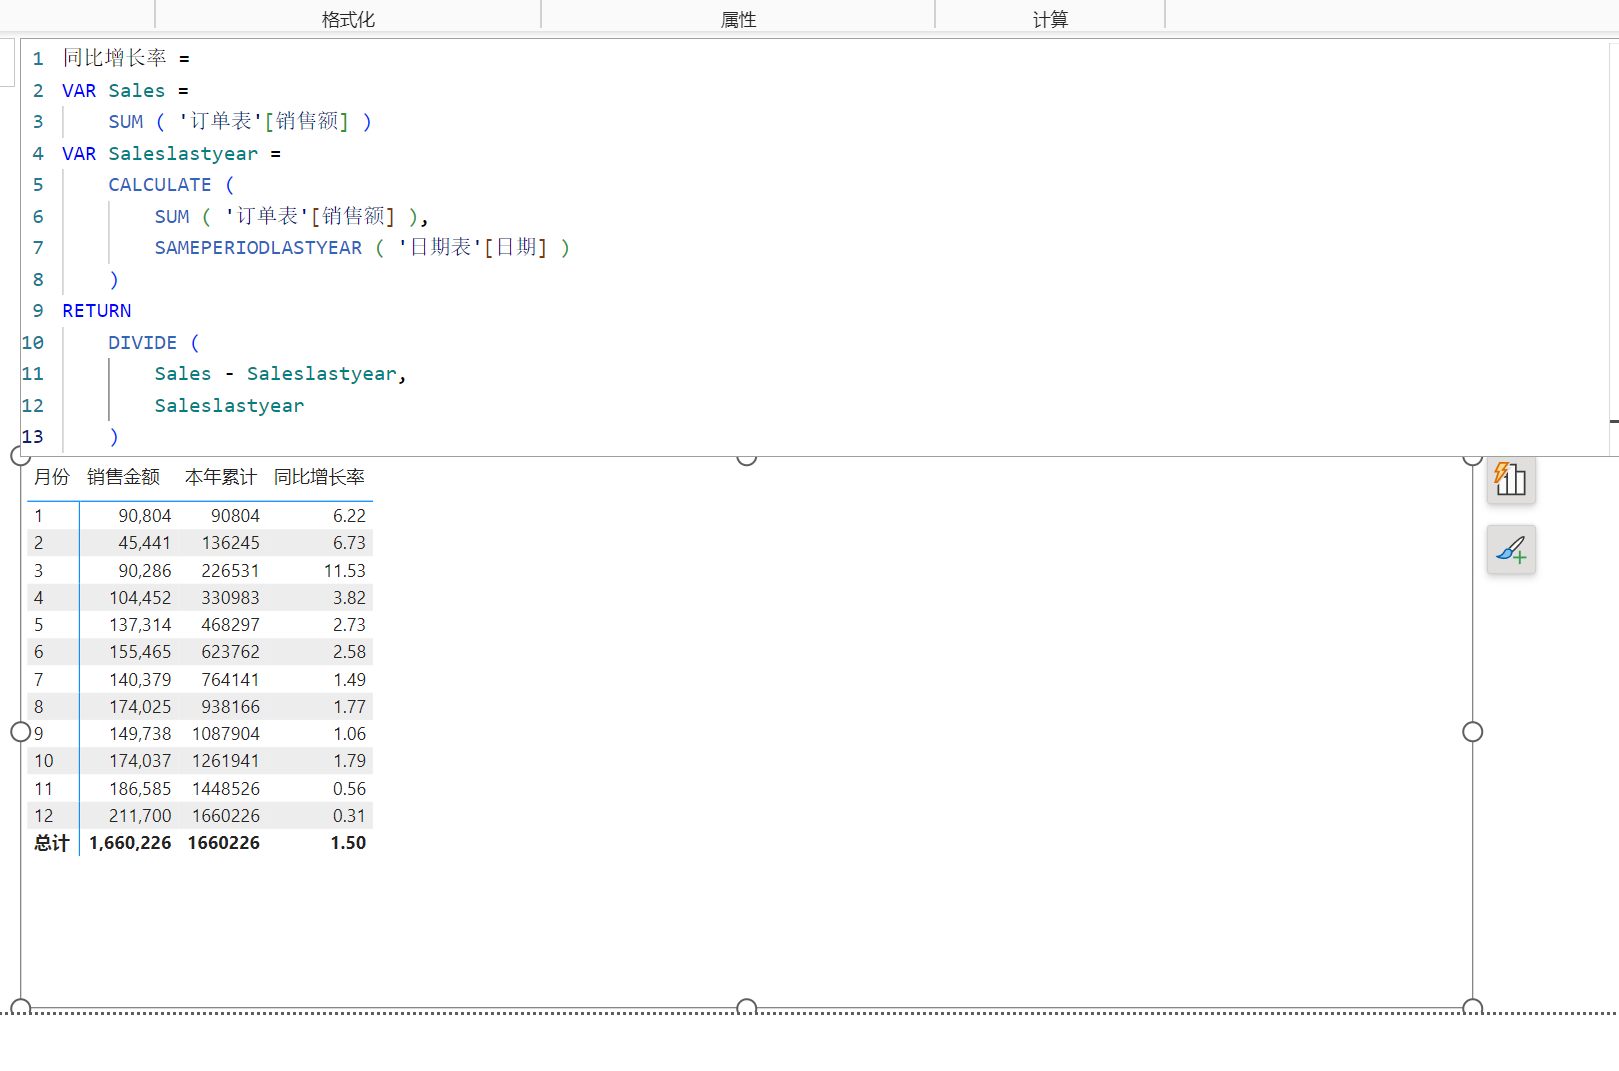 格式化 属性 计算
1 同比增长率 =
2 VAR Sales =
3 SUM ( '订单表'[销售额] )
4 VAR Saleslastyear =
5 CALCULATE (
6 SUM ( '订单表'[销售额] ),
7 SAMEPERIODLASTYEAR ( '日期表'[日期] )
8 )
9 RETURN
10 DIVIDE (
11 Sales - Saleslastyear,
12 Saleslastyear
13 )
月份 销售金额 本年累计 同比增长率
1 90,804 90804 6.22
2 45,441 136245 6.73
3 90,286 226531 11.53
4 104,452 330983 3.82
5 137,314 468297 2.73
6 155,465 623762 2.58
7 140,379 764141 1.49
8 174,025 938166 1.77
9 149,738 1087904 1.06
10 174,037 1261941 1.79
11 186,585 1448526 0.56
12 211,700 1660226 0.31
总计 1,660,226 1660226 1.50